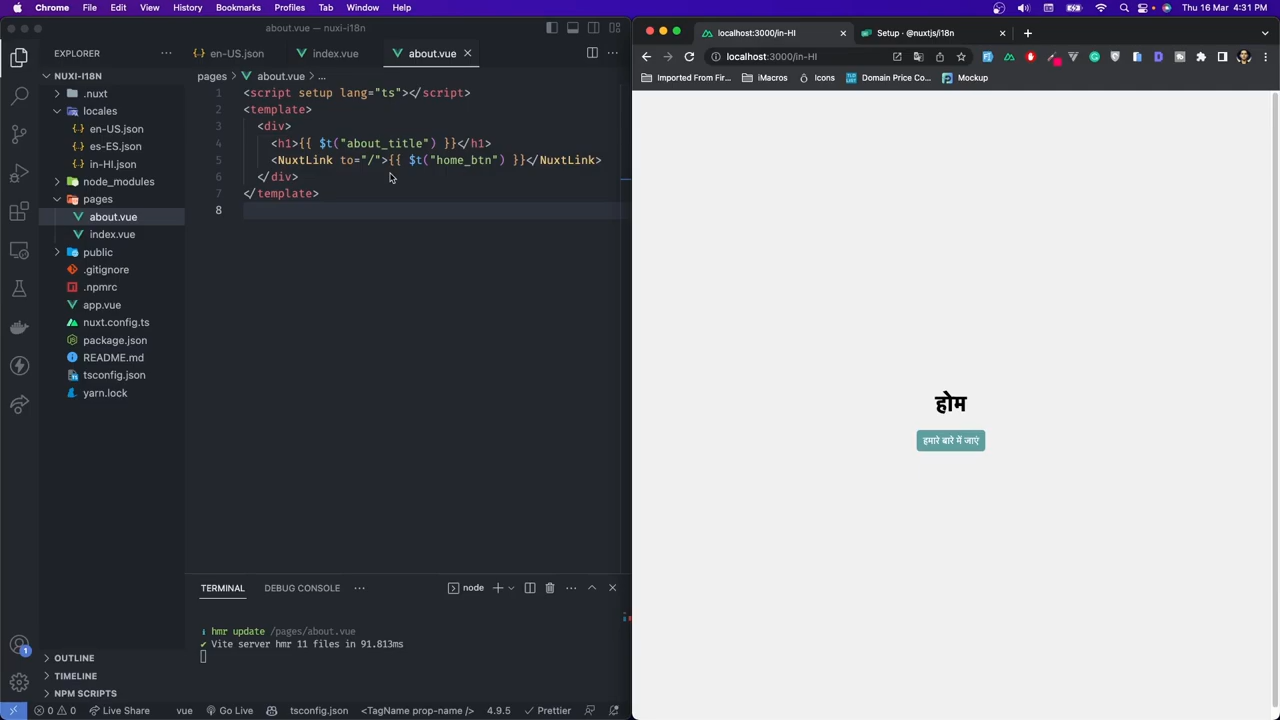 Chrome File Edit View History Bookmarks Profiles Tab Window Help Thu 16 Mar 4:31 PM
about.vue — nuxi-i18n
EXPLORER
NUXI-I18N
.nuxt
locales
en-US.json
es-ES.json
in-HI.json
node_modules
pages
about.vue
index.vue
public
.gitignore
.npmrc
app.vue
nuxt.config.ts
package.json
README.md
tsconfig.json
yarn.lock
OUTLINE
TIMELINE
NPM SCRIPTS
en-US.json index.vue about.vue
pages > about.vue > ...
1 <script setup lang="ts"></script>
2 <template>
3 <div>
4 <h1>{{ $t("about_title") }}</h1>
5 <NuxtLink to="/">{{ $t("home_btn") }}</NuxtLink>
6 </div>
7 </template>
8
TERMINAL DEBUG CONSOLE ... node
hmr update /pages/about.vue
✔ Vite server hmr 11 files in 91.813ms
1
0 0 Live Share vue Go Live tsconfig.json <TagName prop-name /> 4.9.5 Prettier
localhost:3000/in-HI Setup · @nuxtjs/i18n
localhost:3000/in-HI
Imported From Fir... iMacros Icons Domain Price Co... Mockup
होम
हमारे बारे में जाएं